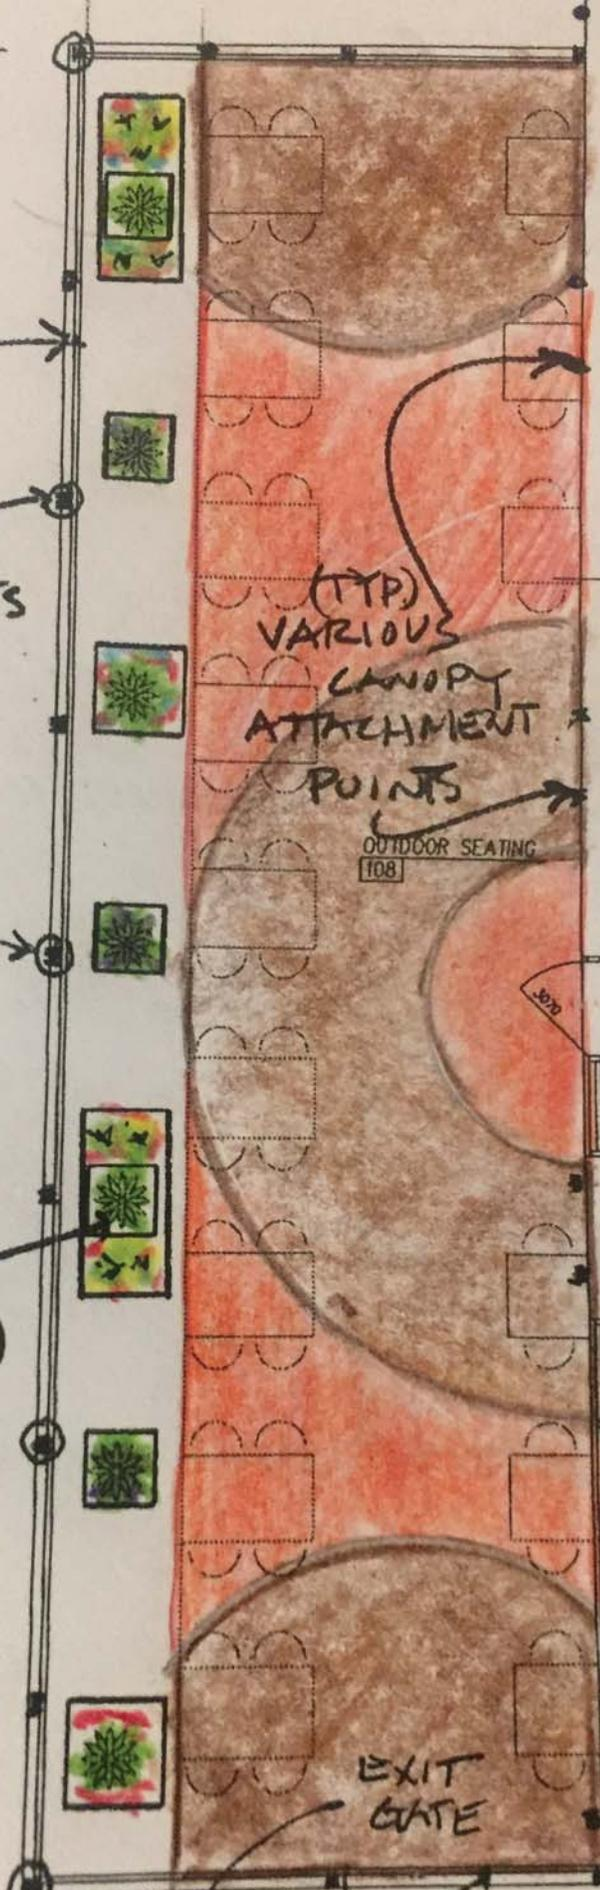 'S
(TYP.)
VARIOUS
CANOPY
ATTACHMENT
POINTS
OUTDOOR SEATING
108
3070
EXIT
GATE